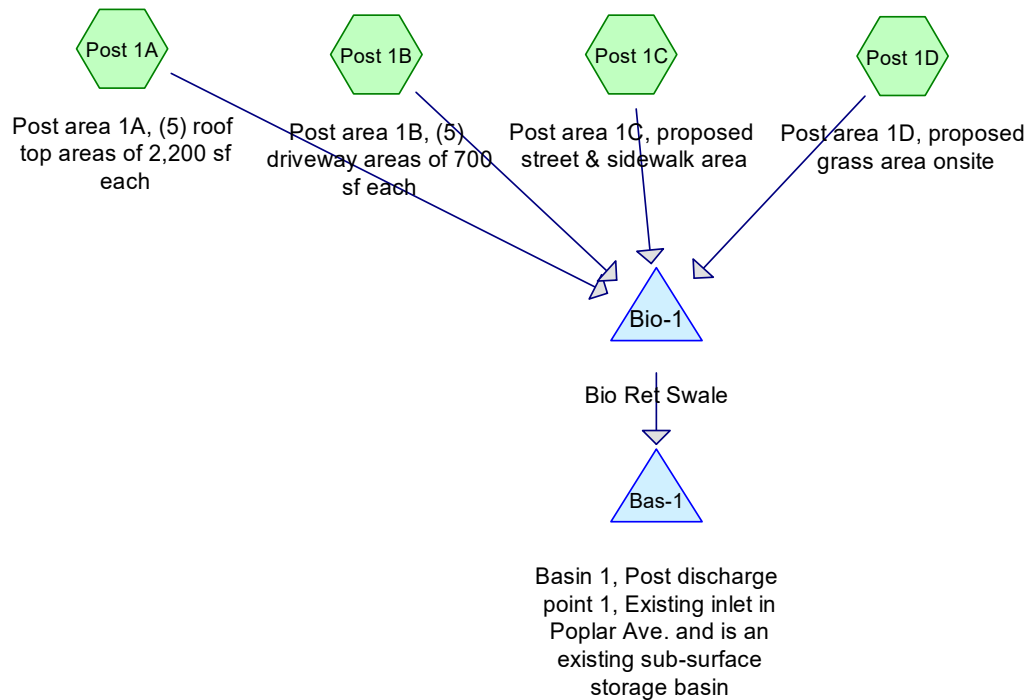 Post 1A
Post 1B
Post 1C
Post 1D
Post area 1A, (5) roof
top areas of 2,200 sf
each
Post area 1B, (5)
driveway areas of 700
sf each
Post area 1C, proposed
street & sidewalk area
Post area 1D, proposed
grass area onsite
Bio-1
Bio Ret Swale
Bas-1
Basin 1, Post discharge
point 1, Existing inlet in
Poplar Ave. and is an
existing sub-surface
storage basin